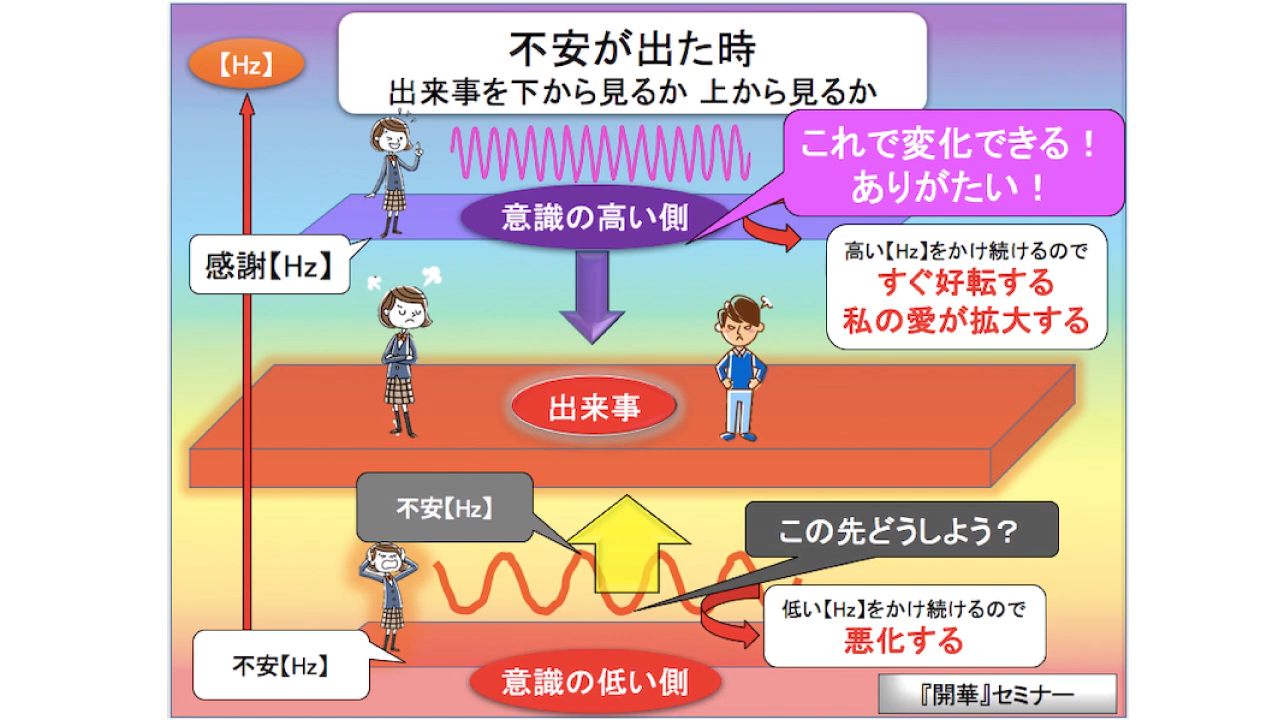 【Hz】
不安が出た時
出来事を下から見るか 上から見るか
これで変化できる！
ありがたい！
意識の高い側
感謝【Hz】
高い【Hz】をかけ続けるので
すぐ好転する
私の愛が拡大する
出来事
不安【Hz】
この先どうしよう？
低い【Hz】をかけ続けるので
悪化する
不安【Hz】
意識の低い側
『開華』セミナー